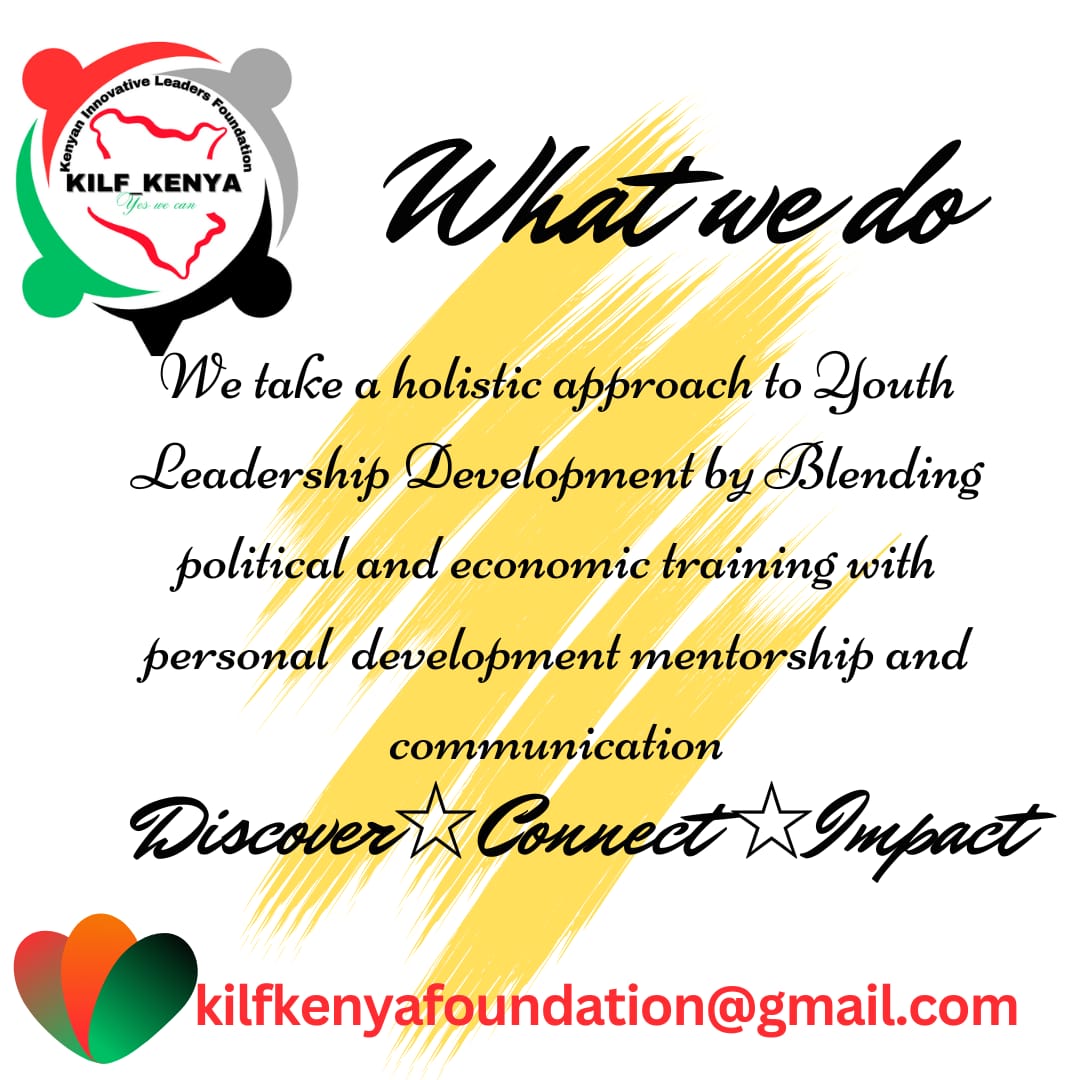 Kenyan Innovative Leaders Foundation
KILF_KENYA
Yes we can
What we do
We take a holistic approach to Youth
Leadership Development by Blending
political and economic training with
personal development mentorship and
communication
Discover☆Connect☆Impact
kilfkenyafoundation@gmail.com